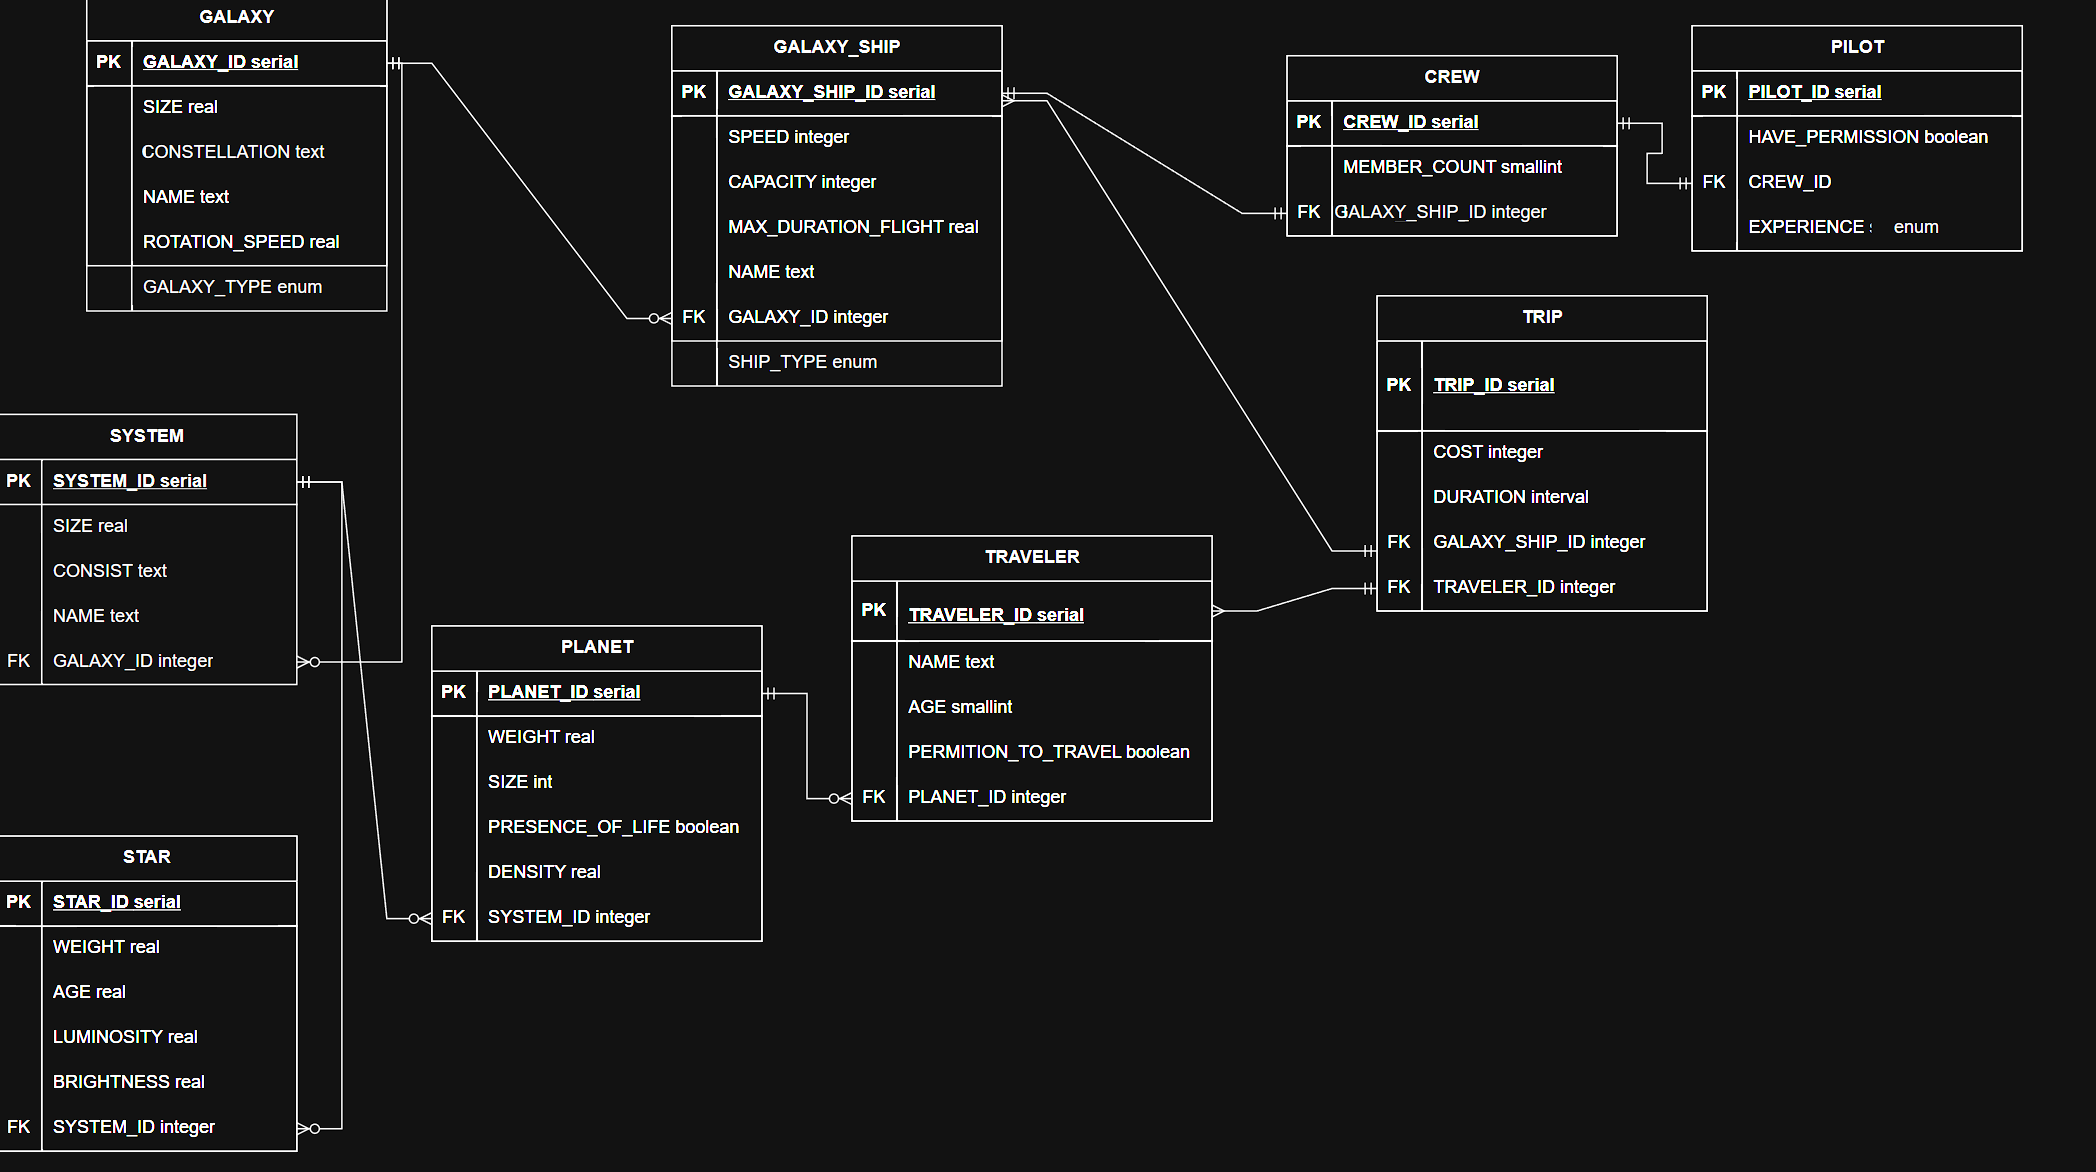 GALAXY
PK GALAXY_ID serial
SIZE real
CONSTELLATION text
NAME text
ROTATION_SPEED real
GALAXY_TYPE enum
GALAXY_SHIP
PK GALAXY_SHIP_ID serial
SPEED integer
CAPACITY integer
MAX_DURATION_FLIGHT real
NAME text
FK GALAXY_ID integer
SHIP_TYPE enum
CREW
PK CREW_ID serial
MEMBER_COUNT smallint
FK GALAXY_SHIP_ID integer
PILOT
PK PILOT_ID serial
HAVE_PERMISSION boolean
FK CREW_ID
EXPERIENCE enum
TRIP
PK TRIP_ID serial
COST integer
DURATION interval
FK GALAXY_SHIP_ID integer
FK TRAVELER_ID integer
SYSTEM
PK SYSTEM_ID serial
SIZE real
CONSIST text
NAME text
FK GALAXY_ID integer
TRAVELER
PK TRAVELER_ID serial
NAME text
AGE smallint
PERMITION_TO_TRAVEL boolean
FK PLANET_ID integer
PLANET
PK PLANET_ID serial
WEIGHT real
SIZE int
PRESENCE_OF_LIFE boolean
DENSITY real
FK SYSTEM_ID integer
STAR
PK STAR_ID serial
WEIGHT real
AGE real
LUMINOSITY real
BRIGHTNESS real
FK SYSTEM_ID integer